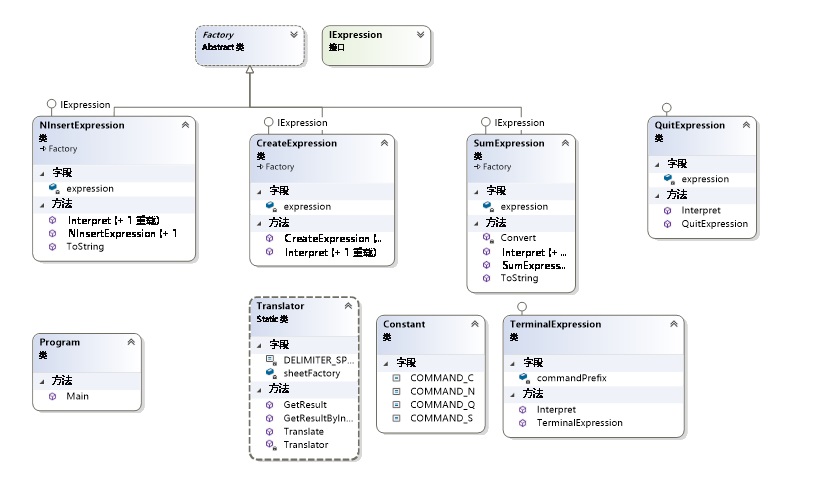 Factory
Abstract 类
IExpression
接口
IExpression
NInsertExpression
类
Factory
字段
expression
方法
Interpret (+ 1 重载)
NInsertExpression (+ 1
ToString
IExpression
CreateExpression
类
Factory
字段
expression
方法
CreateExpression (..
Interpret (+ 1 重载)
IExpression
SumExpression
类
Factory
字段
expression
方法
Convert
Interpret (+ ...
SumExpress...
ToString
QuitExpression
类
字段
expression
方法
Interpret
QuitExpression
Program
类
方法
Main
Translator
Static 类
字段
DELIMITER_SP...
sheetFactory
方法
GetResult
GetResultByIn...
Translate
Translator
Constant
类
字段
COMMAND_C
COMMAND_N
COMMAND_Q
COMMAND_S
TerminalExpression
类
字段
commandPrefix
方法
Interpret
TerminalExpression